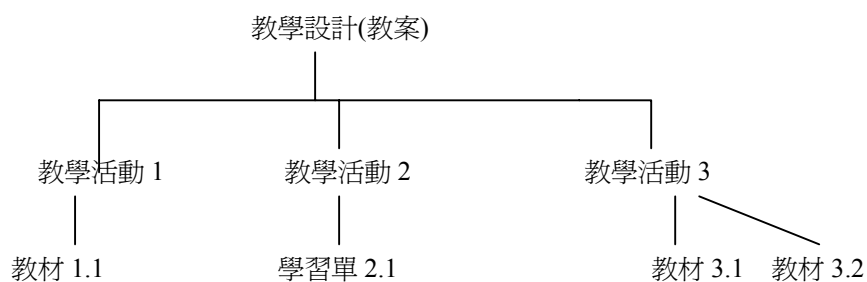 教學設計(教案)
教學活動 1 教學活動 2 教學活動 3
教材 1.1 學習單 2.1 教材 3.1 教材 3.2